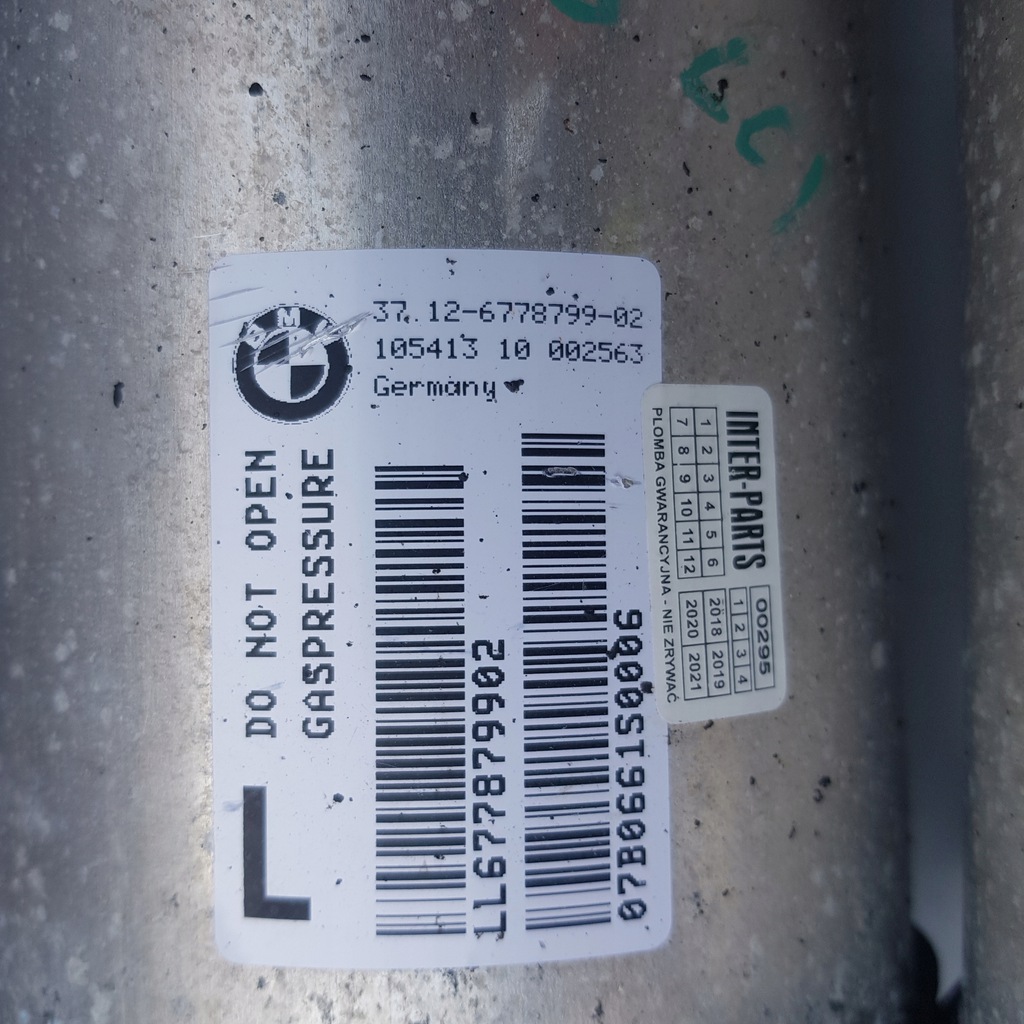 BMW
37.12-6778799-02
105413 10 002563
Germany
DO NOT OPEN
GASPRESSURE
L
LL677879902
07B0661S0006
INTER-PARTS
1 2 3 4 5 6
7 8 9 10 11 12
PLOMBA GWARANCYJNA - NIE ZRYWAĆ
00295
1 2 3 4
2018 2019
2020 2021